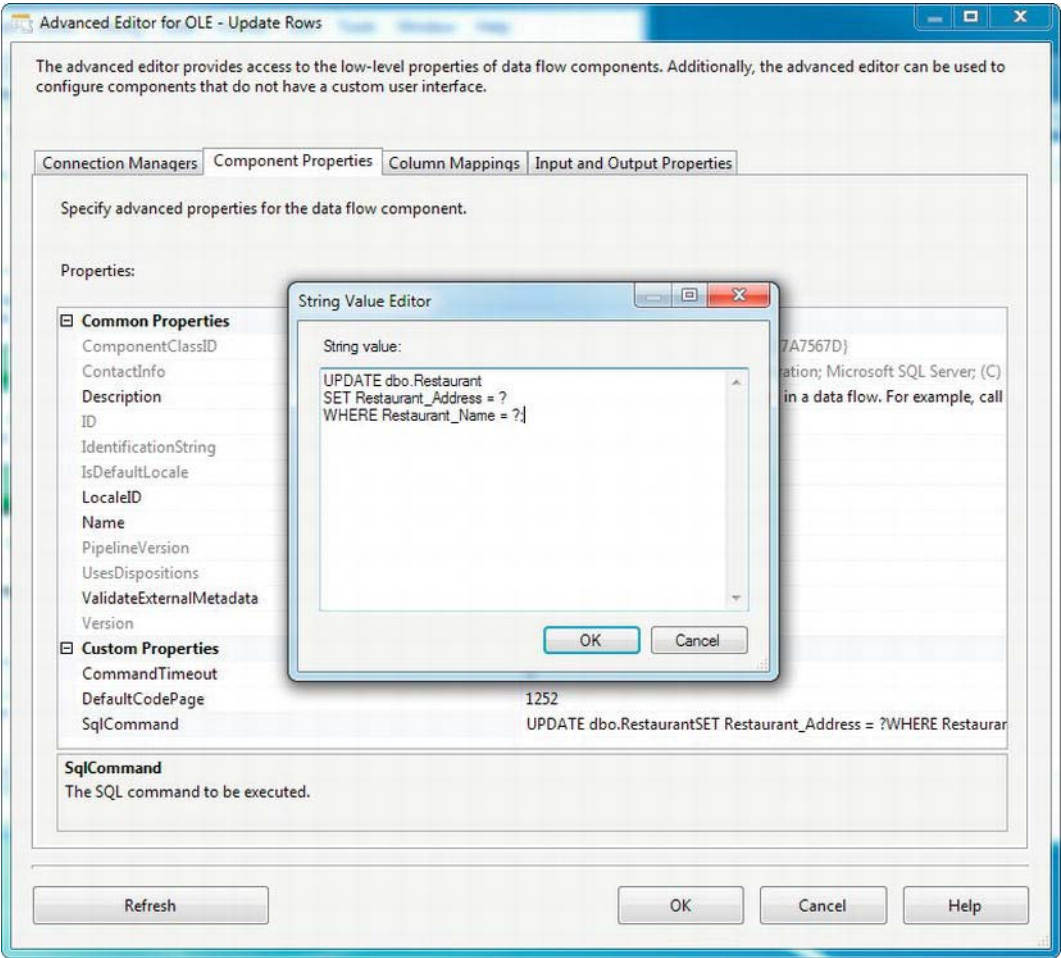 Advanced Editor for OLE - Update Rows
The advanced editor provides access to the low-level properties of data flow components. Additionally, the advanced editor can be used to
configure components that do not have a custom user interface.
Connection Managers
Component Properties
Column Mappings
Input and Output Properties
Specify advanced properties for the data flow component.
Properties:
Common Properties
ComponentClassID
7A7567D}
ContactInfo
ration; Microsoft SQL Server; (C)
Description
in a data flow. For example, call
ID
IdentificationString
IsDefaultLocale
LocaleID
Name
PipelineVersion
UsesDispositions
ValidateExternalMetadata
Version
Custom Properties
CommandTimeout
DefaultCodePage
1252
SqlCommand
UPDATE dbo.RestaurantSET Restaurant_Address = ?WHERE Restaurar
String Value Editor
String value:
UPDATE dbo.Restaurant
SET Restaurant_Address = ?
WHERE Restaurant_Name = ?;
OK
Cancel
SqlCommand
The SQL command to be executed.
Refresh
OK
Cancel
Help